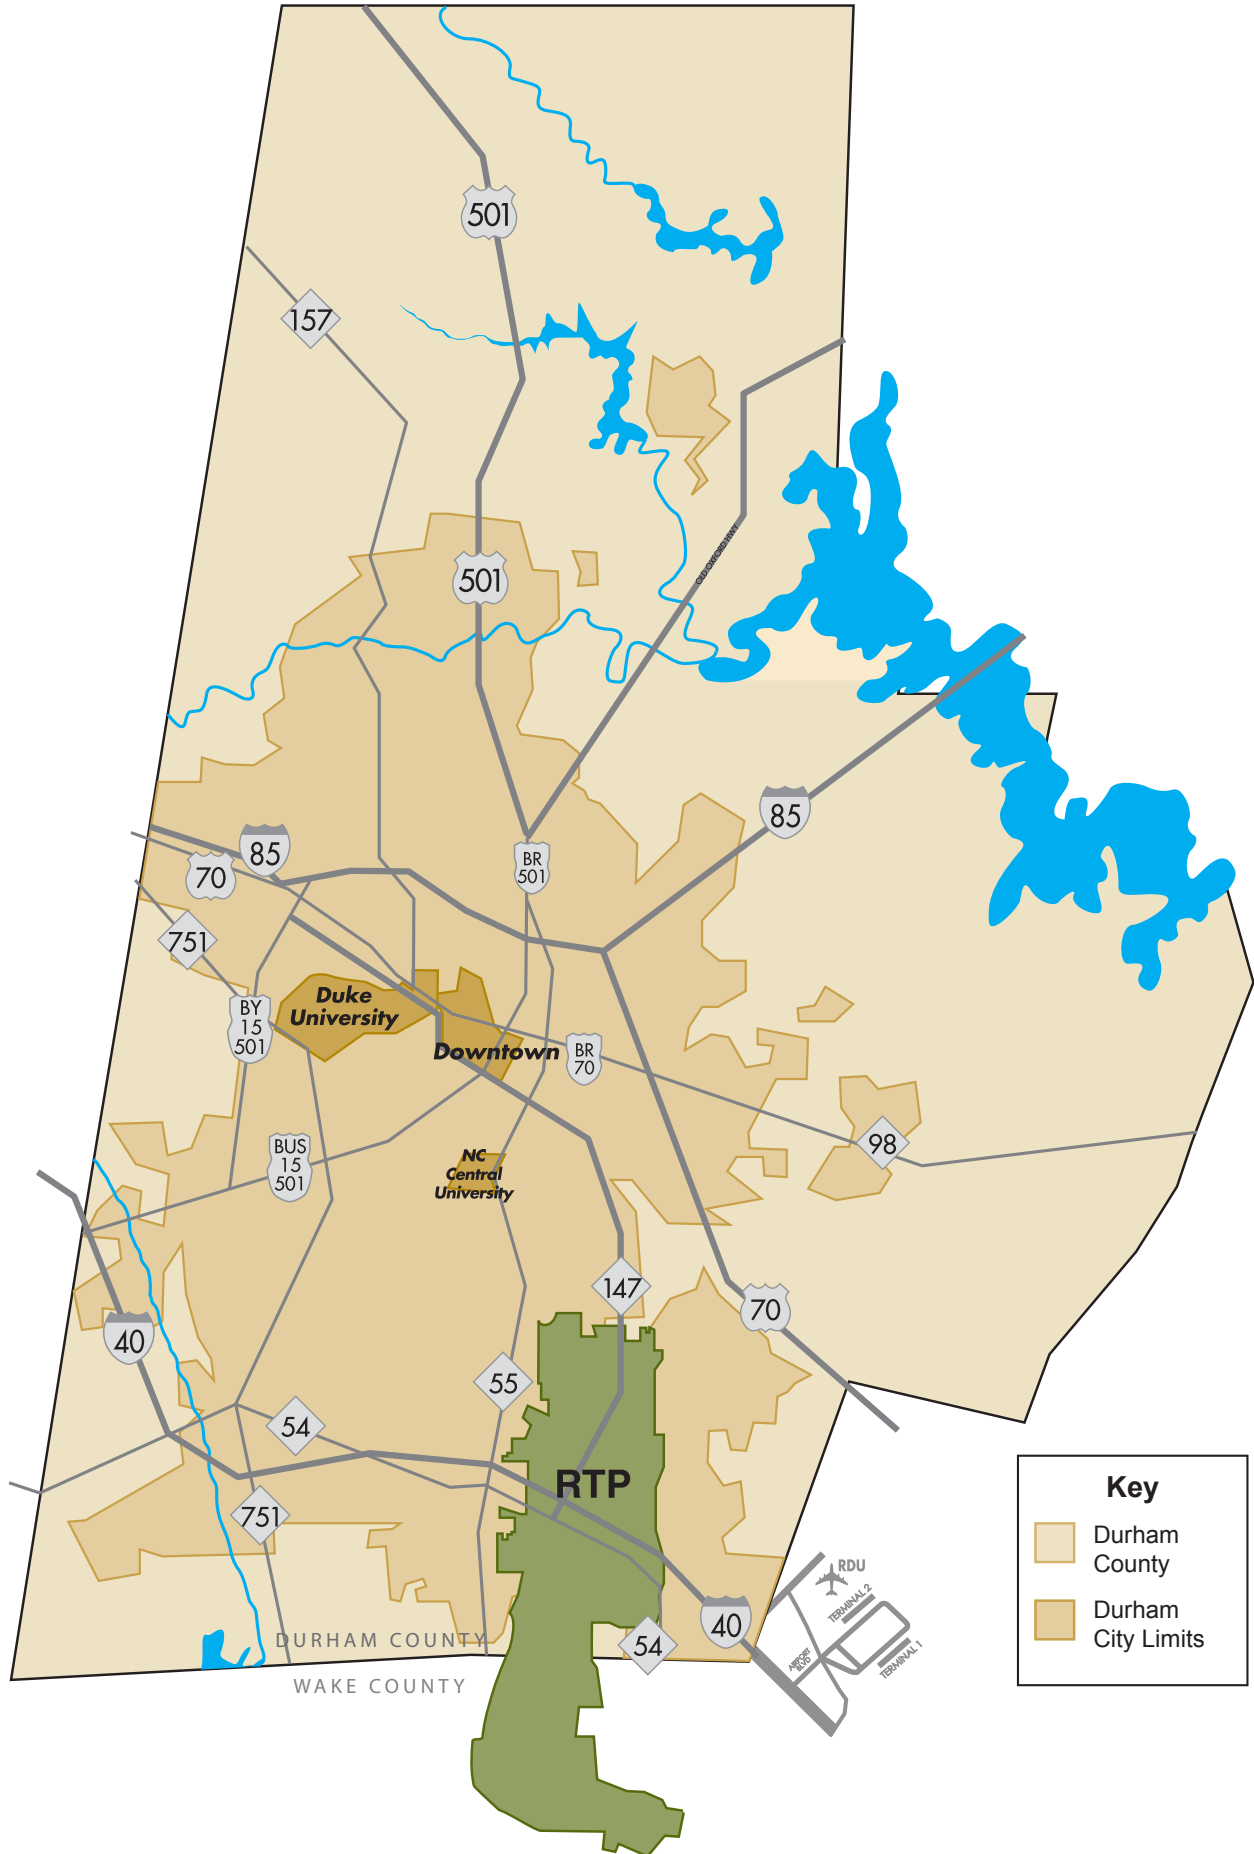 501
157
501
OLD OXFORD HWY
85
85
70
BR
501
751
Duke
University
BY
15
501
Downtown
BR
70
98
BUS
15
501
NC
Central
University
147
70
40
55
54
RTP
751
Key
Durham
County
Durham
City Limits
RDU
TERMINAL 2
AIRPORT
BLVD
TERMINAL 1
40
54
DURHAM COUNTY
WAKE COUNTY